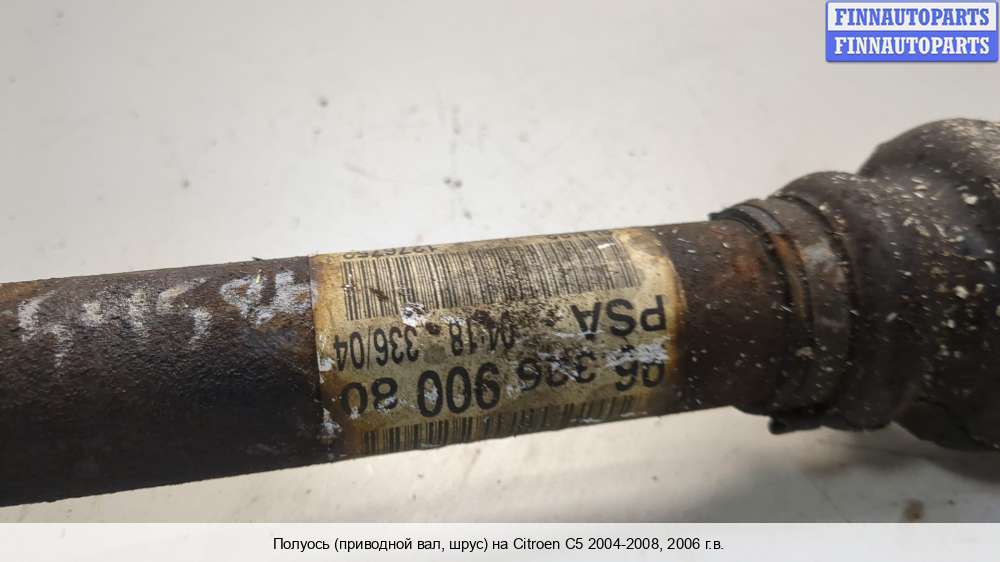 FINNAUTOPARTS
FINNAUTOPARTS
PSA
04:18 - 336/04
96 396 900 80
Полуось (приводной вал, шрус) на Citroen C5 2004-2008, 2006 г.в.